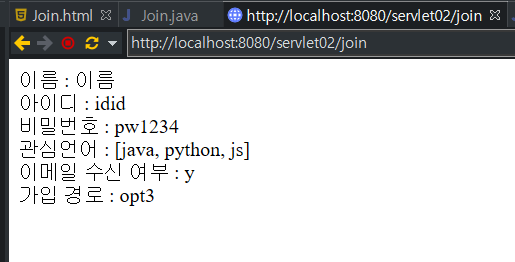 Join.html
Join.java
http://localhost:8080/servlet02/join
http://localhost:8080/servlet02/join
이름 : 이름
아이디 : idid
비밀번호 : pw1234
관심언어 : [java, python, js]
이메일 수신 여부 : y
가입 경로 : opt3